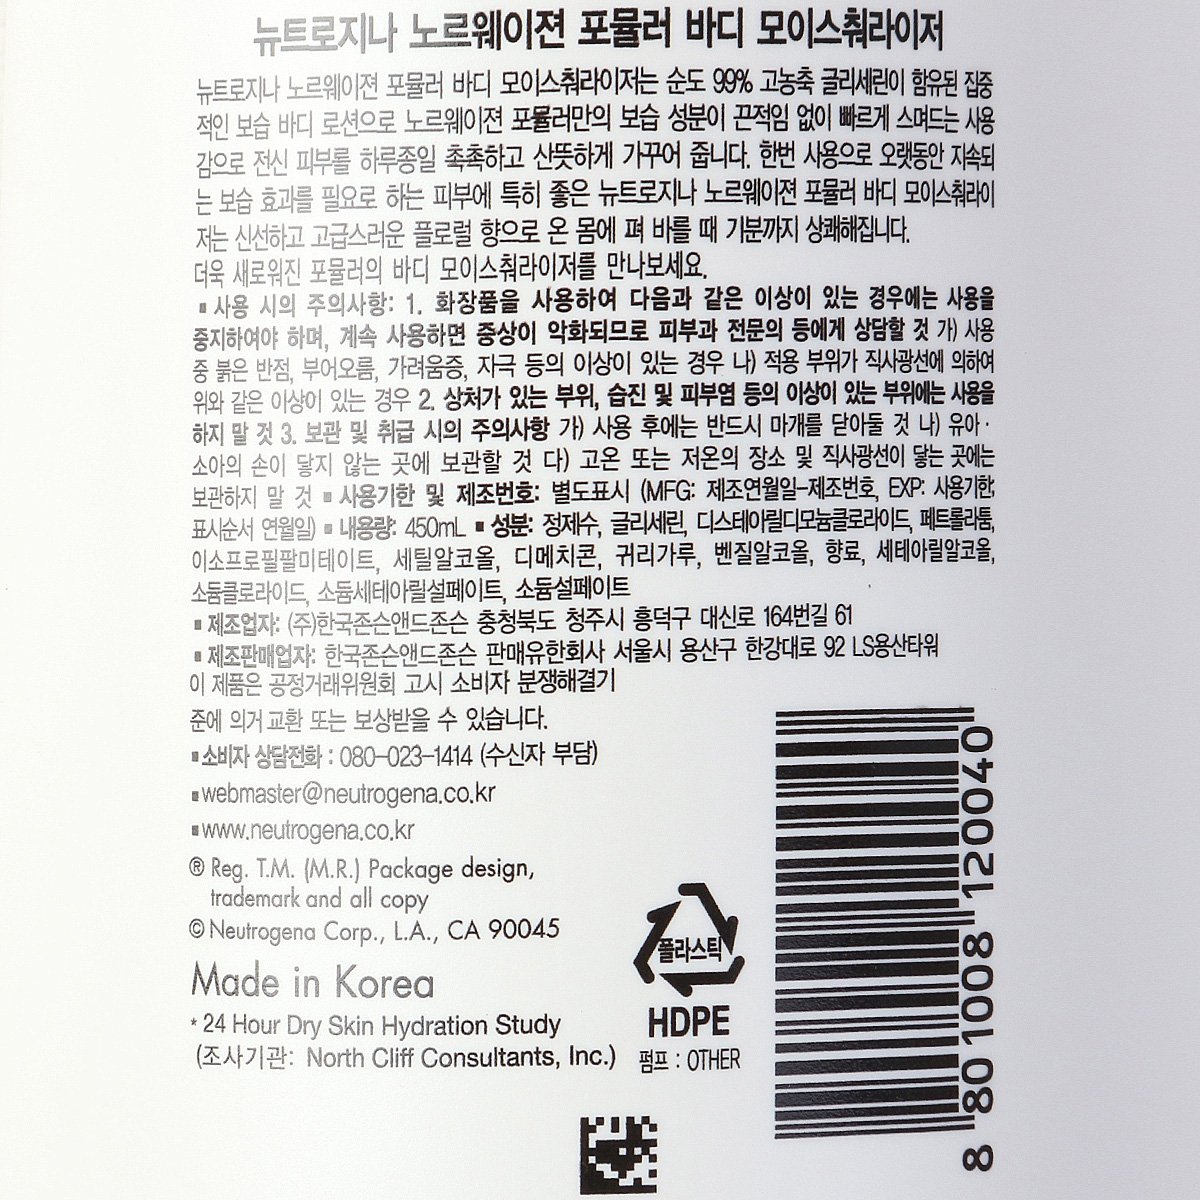 뉴트로지나 노르웨이젼 포뮬러 바디 모이스춰라이저
뉴트로지나 노르웨이젼 포뮬러 바디 모이스춰라이저는 순도 99% 고농축 글리세린이 함유된 집중
적인 보습 바디 로션으로 노르웨이젼 포뮬러만의 보습 성분이 끈적임 없이 빠르게 스며드는 사용
감으로 전신 피부를 하루종일 촉촉하고 산뜻하게 가꾸어 줍니다. 한번 사용으로 오랫동안 지속되
는 보습 효과를 필요로 하는 피부에 특히 좋은 뉴트로지나 노르웨이젼 포뮬러 바디 모이스춰라이
저는 신선하고 고급스러운 플로럴 향으로 온 몸에 펴 바를 때 기분까지 상쾌해집니다.
더욱 새로워진 포뮬러의 바디 모이스춰라이저를 만나보세요.
▪ 사용 시의 주의사항: 1. 화장품을 사용하여 다음과 같은 이상이 있는 경우에는 사용을
중지하여야 하며, 계속 사용하면 증상이 악화되므로 피부과 전문의 등에게 상담할 것 가) 사용
중 붉은 반점, 부어오름, 가려움증, 자극 등의 이상이 있는 경우 나) 적용 부위가 직사광선에 의하여
위와 같은 이상이 있는 경우 2. 상처가 있는 부위, 습진 및 피부염 등의 이상이 있는 부위에는 사용을
하지 말 것 3. 보관 및 취급 시의 주의사항 가) 사용 후에는 반드시 마개를 닫아둘 것 나) 유아·
소아의 손이 닿지 않는 곳에 보관할 것 다) 고온 또는 저온의 장소 및 직사광선이 닿는 곳에는
보관하지 말 것 ▪ 사용기한 및 제조번호: 별도표시 (MFG: 제조연월일-제조번호, EXP: 사용기한;
표시순서 연월일) ▪ 내용량: 450mL ▪ 성분: 정제수, 글리세린, 디스테아릴디모늄클로라이드, 페트롤라툼,
이소프로필팔미테이트, 세틸알코올, 디메치콘, 귀리가루, 벤질알코올, 향료, 세테아릴알코올,
소듐클로라이드, 소듐세테아릴설페이트, 소듐설페이트
▪ 제조업자: (주)한국존슨앤드존슨 충청북도 청주시 흥덕구 대신로 164번길 61
▪ 제조판매업자: 한국존슨앤드존슨 판매유한회사 서울시 용산구 한강대로 92 LS용산타워
이 제품은 공정거래위원회 고시 소비자 분쟁해결기
준에 의거 교환 또는 보상받을 수 있습니다.
▪소비자 상담전화 : 080-023-1414 (수신자 부담)
▪webmaster@neutrogena.co.kr
▪www.neutrogena.co.kr
® Reg. T.M. (M.R.) Package design,
trademark and all copy
© Neutrogena Corp., L.A., CA 90045
Made in Korea
* 24 Hour Dry Skin Hydration Study
(조사기관: North Cliff Consultants, Inc.)
플라스틱
HDPE
펌프 : OTHER
8 801008 120040